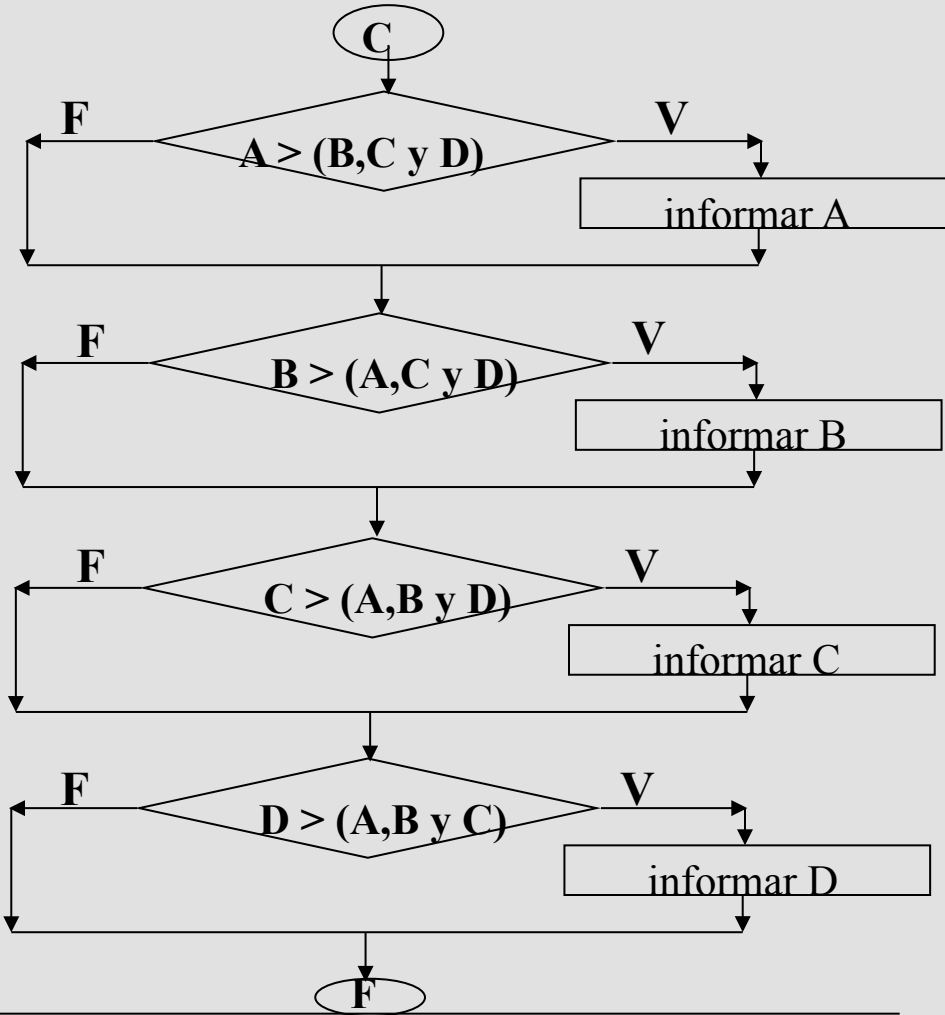 C
F
V
A > (B,C y D)
informar A
F
V
B > (A,C y D)
informar B
F
V
C > (A,B y D)
informar C
F
V
D > (A,B y C)
informar D
F